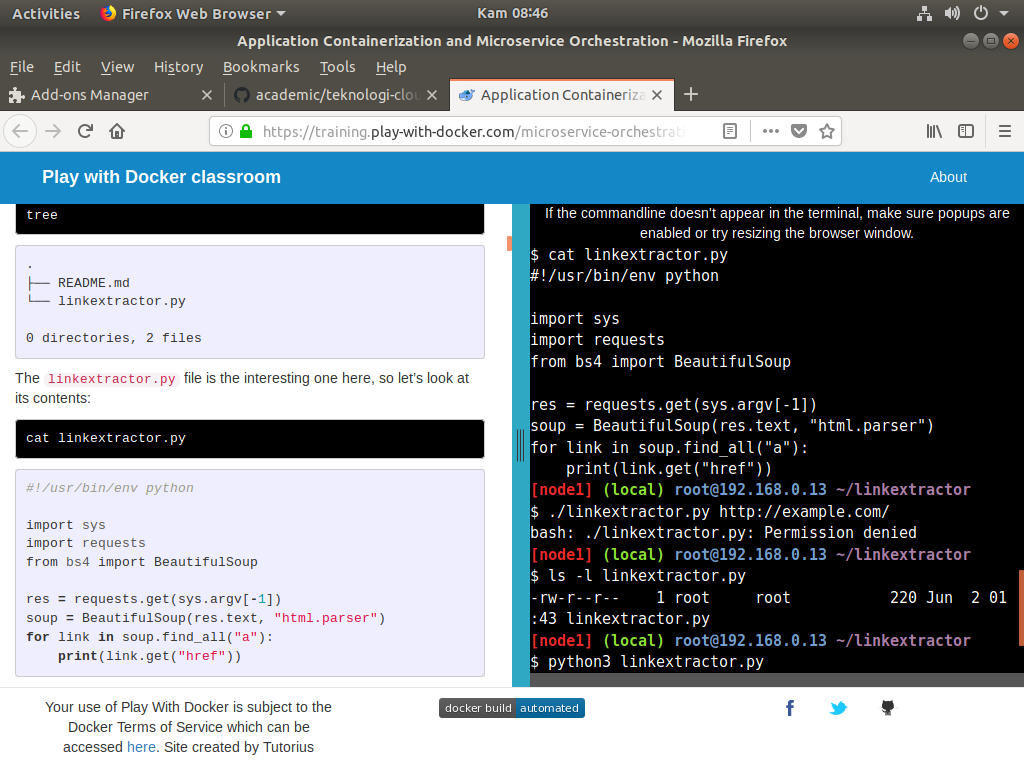 Activities Firefox Web Browser Kam 08:46
Application Containerization and Microservice Orchestration - Mozilla Firefox
File Edit View History Bookmarks Tools Help
Add-ons Manager academic/teknologi-clou Application Containeriza
https://training.play-with-docker.com/microservice-orchestrati
Play with Docker classroom About
tree
.
├── README.md
└── linkextractor.py
0 directories, 2 files
The linkextractor.py file is the interesting one here, so let’s look at
its contents:
cat linkextractor.py
#!/usr/bin/env python
import sys
import requests
from bs4 import BeautifulSoup
res = requests.get(sys.argv[-1])
soup = BeautifulSoup(res.text, "html.parser")
for link in soup.find_all("a"):
    print(link.get("href"))
If the commandline doesn't appear in the terminal, make sure popups are
enabled or try resizing the browser window.
$ cat linkextractor.py
#!/usr/bin/env python
import sys
import requests
from bs4 import BeautifulSoup
res = requests.get(sys.argv[-1])
soup = BeautifulSoup(res.text, "html.parser")
for link in soup.find_all("a"):
    print(link.get("href"))
[node1] (local) root@192.168.0.13 ~/linkextractor
$ ./linkextractor.py http://example.com/
bash: ./linkextractor.py: Permission denied
[node1] (local) root@192.168.0.13 ~/linkextractor
$ ls -l linkextractor.py
-rw-r--r--    1 root     root           220 Jun  2 01
:43 linkextractor.py
[node1] (local) root@192.168.0.13 ~/linkextractor
$ python3 linkextractor.py
Your use of Play With Docker is subject to the
Docker Terms of Service which can be
accessed here. Site created by Tutorius
docker build automated